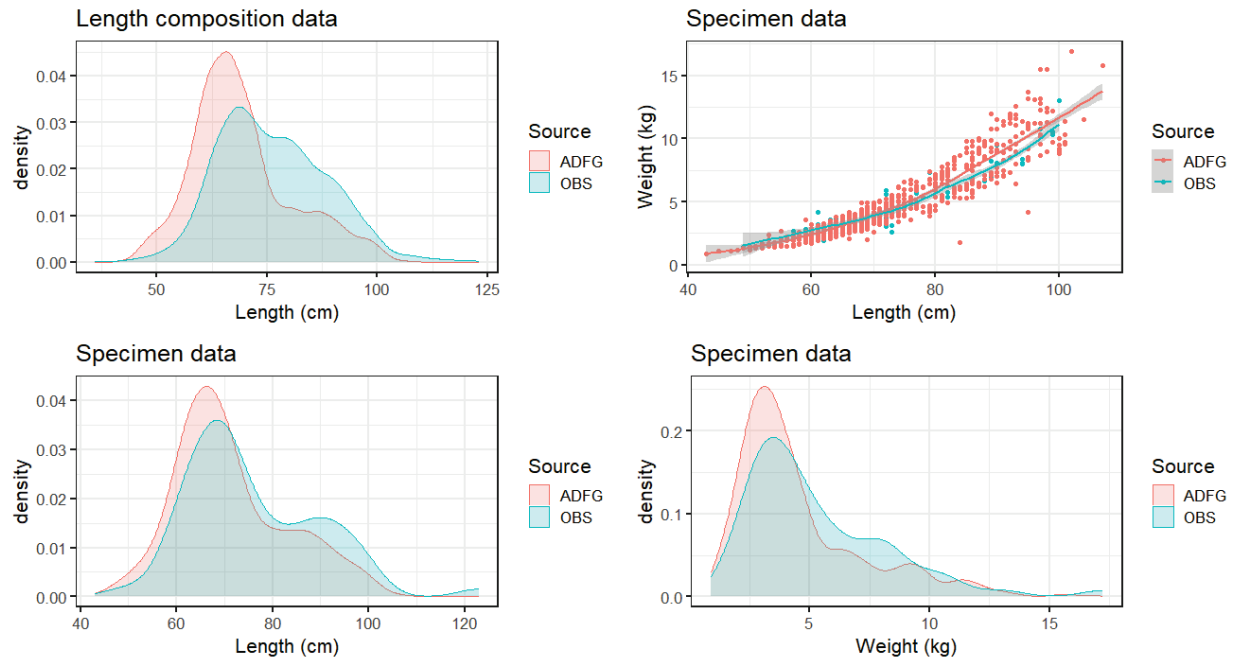 Length composition data
density
0.04
0.03
0.02
0.01
0.00
50
75
100
125
Length (cm)
Source
ADFG
OBS
Specimen data
Weight (kg)
15
10
5
0
40
60
80
100
Length (cm)
Source
ADFG
OBS
Specimen data
density
0.04
0.03
0.02
0.01
0.00
40
60
80
100
120
Length (cm)
Source
ADFG
OBS
Specimen data
density
0.2
0.1
0.0
5
10
15
Weight (kg)
Source
ADFG
OBS